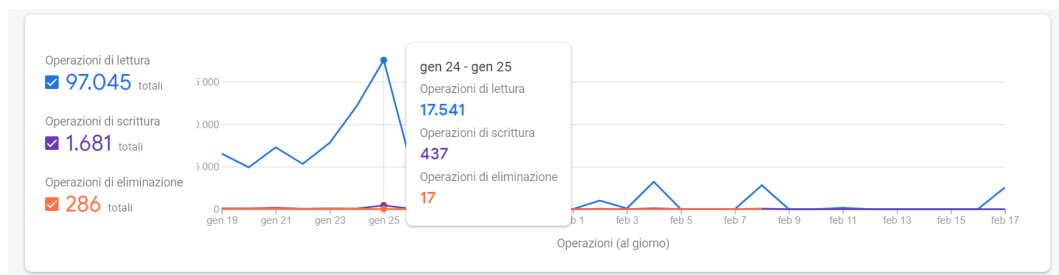 Operazioni di lettura
97.045 totali
Operazioni di scrittura
1.681 totali
Operazioni di eliminazione
286 totali
5.000
0.000
5.000
0
gen 24 - gen 25
Operazioni di lettura
17.541
Operazioni di scrittura
437
Operazioni di eliminazione
17
gen 19 gen 21 gen 23 gen 25 b 1 feb 3 feb 5 feb 7 feb 9 feb 11 feb 13 feb 15 feb 17
Operazioni (al giorno)